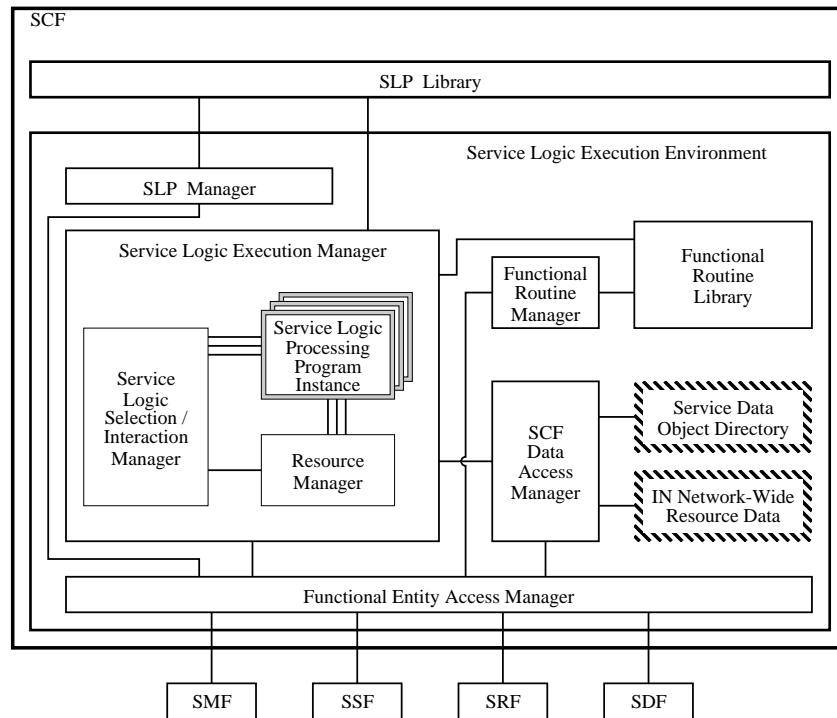 SCF
SLP Library
Service Logic Execution Environment
SLP Manager
Service Logic Execution Manager
Functional
Routine
Library
Functional
Routine
Manager
Service Logic
Processing
Program
Instance
Service
Logic
Selection /
Interaction
Manager
Resource
Manager
SCF
Data
Access
Manager
Service Data
Object Directory
IN Network-Wide
Resource Data
Functional Entity Access Manager
SMF
SSF
SRF
SDF